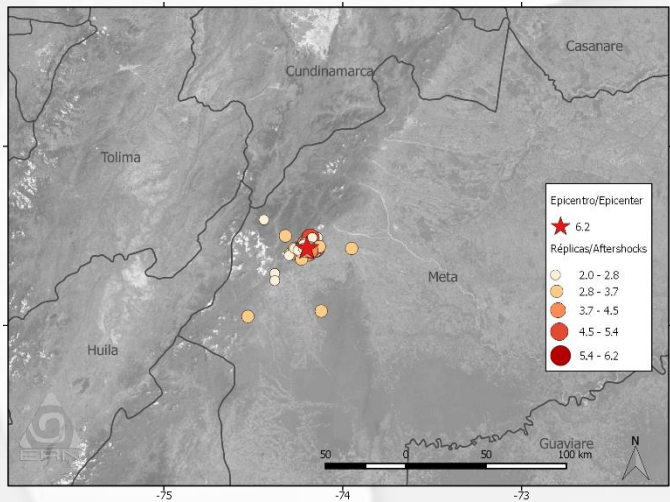 Casanare
Cundinamarca
Tolima
Epicentro/Epicenter
6.2
Réplicas/Aftershocks
2.0 - 2.8
2.8 - 3.7
3.7 - 4.5
4.5 - 5.4
5.4 - 6.2
Meta
Huila
Guaviare
N
ERN
50 0 50 100 km
-75 -74 -73